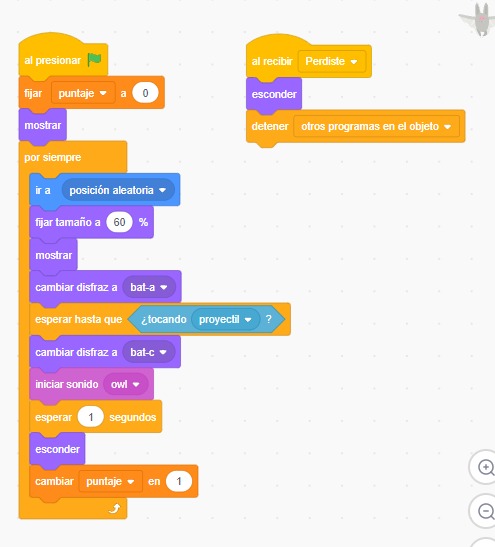 al presionar
fijar puntaje a 0
mostrar
por siempre
ir a posición aleatoria
fijar tamaño a 60 %
mostrar
cambiar disfraz a bat-a
esperar hasta que ¿tocando proyectil ?
cambiar disfraz a bat-c
iniciar sonido owl
esperar 1 segundos
esconder
cambiar puntaje en 1
al recibir Perdiste
esconder
detener otros programas en el objeto